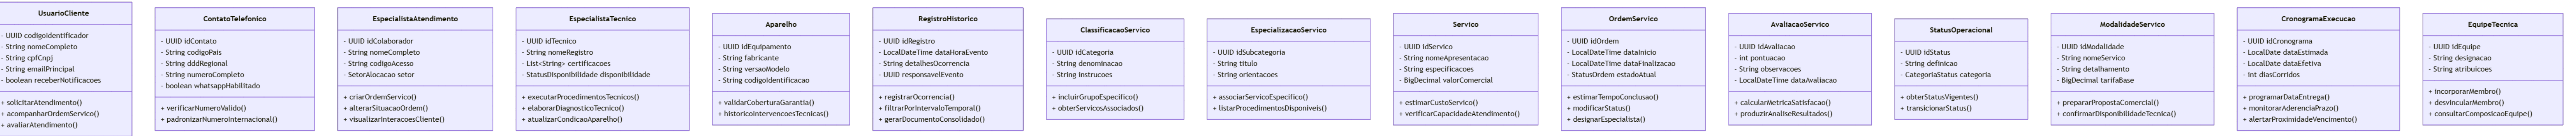 UsuarioCliente
- UUID codigoIdentificador
- String nomeCompleto
- String cpfCnpj
- String emailPrincipal
- boolean receberNotificacoes
+ solicitarAtendimento()
+ acompanharOrdemServico()
+ avaliarAtendimento()
ContatoTelefonico
- UUID idContato
- String codigoPais
- String dddRegional
- String numeroCompleto
- boolean whatsappHabilitado
+ verificarNumeroValido()
+ padronizarNumeroInternacional()
EspecialistaAtendimento
- UUID idColaborador
- String nomeCompleto
- String codigoAcesso
- SetorAlocacao setor
+ criarOrdemServico()
+ alterarSituacaoOrdem()
+ visualizarInteracoesCliente()
EspecialistaTecnico
- UUID idTecnico
- String nomeRegistro
- List<String> certificacoes
- StatusDisponibilidade disponibilidade
+ executarProcedimentosTecnicos()
+ elaborarDiagnosticoTecnico()
+ atualizarCondicaoAparelho()
Aparelho
- UUID idEquipamento
- String fabricante
- String versaoModelo
- String codigoIdentificacao
+ validarCoberturaGarantia()
+ historicoIntervencoesTecnicas()
RegistroHistorico
- UUID idRegistro
- LocalDateTime dataHoraEvento
- String detalhesOcorrencia
- UUID responsavelEvento
+ registrarOcorrencia()
+ filtrarPorIntervaloTemporal()
+ gerarDocumentoConsolidado()
ClassificacaoServico
- UUID idCategoria
- String denominacao
- String instrucoes
+ incluirGrupoEspecifico()
+ obterServicosAssociados()
EspecializacaoServico
- UUID idSubcategoria
- String titulo
- String orientacoes
+ associarServicoEspecifico()
+ listarProcedimentosDisponiveis()
Servico
- UUID idServico
- String nomeApresentacao
- String especificacoes
- BigDecimal valorComercial
+ estimarCustoServico()
+ verificarCapacidadeAtendimento()
OrdemServico
- UUID idOrdem
- LocalDateTime dataInicio
- LocalDateTime dataFinalizacao
- StatusOrdem estadoAtual
+ estimarTempoConclusao()
+ modificarStatus()
+ designarEspecialista()
AvaliacaoServico
- UUID idAvaliacao
- int pontuacao
- String observacoes
- LocalDateTime dataAvaliacao
+ calcularMetricaSatisfacao()
+ produzirAnaliseResultados()
StatusOperacional
- UUID idStatus
- String definicao
- CategoriaStatus categoria
+ obterStatusVigentes()
+ transicionarStatus()
ModalidadeServico
- UUID idModalidade
- String nomeServico
- String detalhamento
- BigDecimal tarifaBase
+ prepararPropostaComercial()
+ confirmarDisponibilidadeTecnica()
CronogramaExecucao
- UUID idCronograma
- LocalDate dataEstimada
- LocalDate dataEfetiva
- int diasCorridos
+ programarDataEntrega()
+ monitorarAderenciaPrazo()
+ alertarProximidadeVencimento()
EquipeTecnica
- UUID idEquipe
- String designacao
- String atribuicoes
+ incorporarMembro()
+ desvincularMembro()
+ consultarComposicaoEquipe()